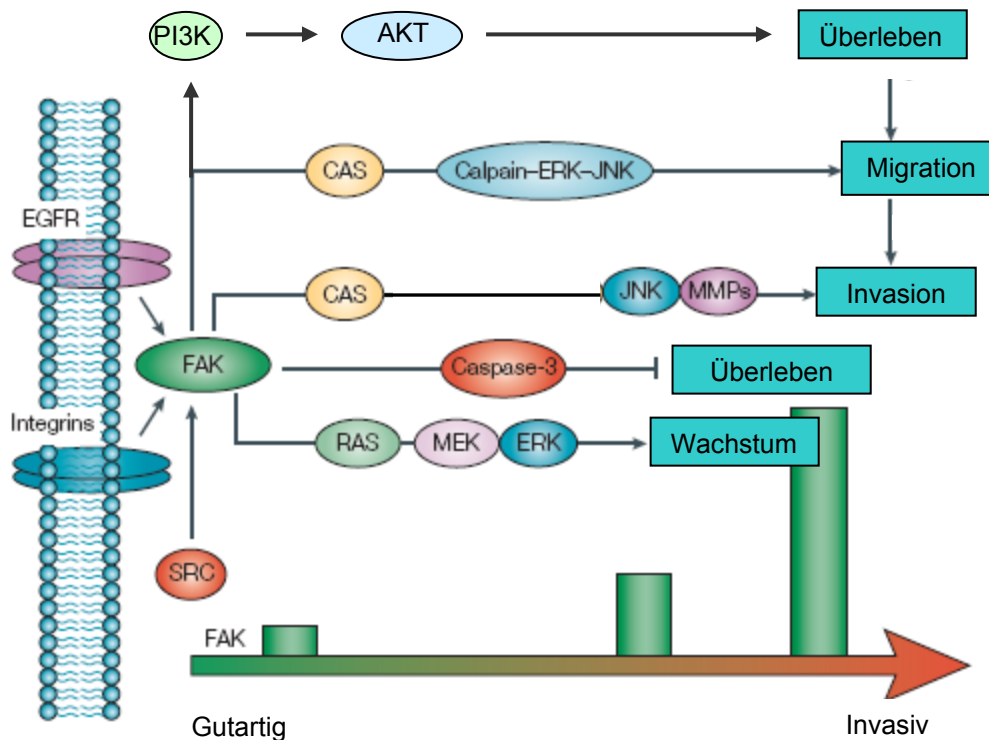 PI3K
AKT
Überleben
CAS
Calpain–ERK–JNK
Migration
EGFR
CAS
JNK
MMPs
Invasion
FAK
Caspase-3
Überleben
Integrins
RAS
MEK
ERK
Wachstum
SRC
FAK
Gutartig
Invasiv